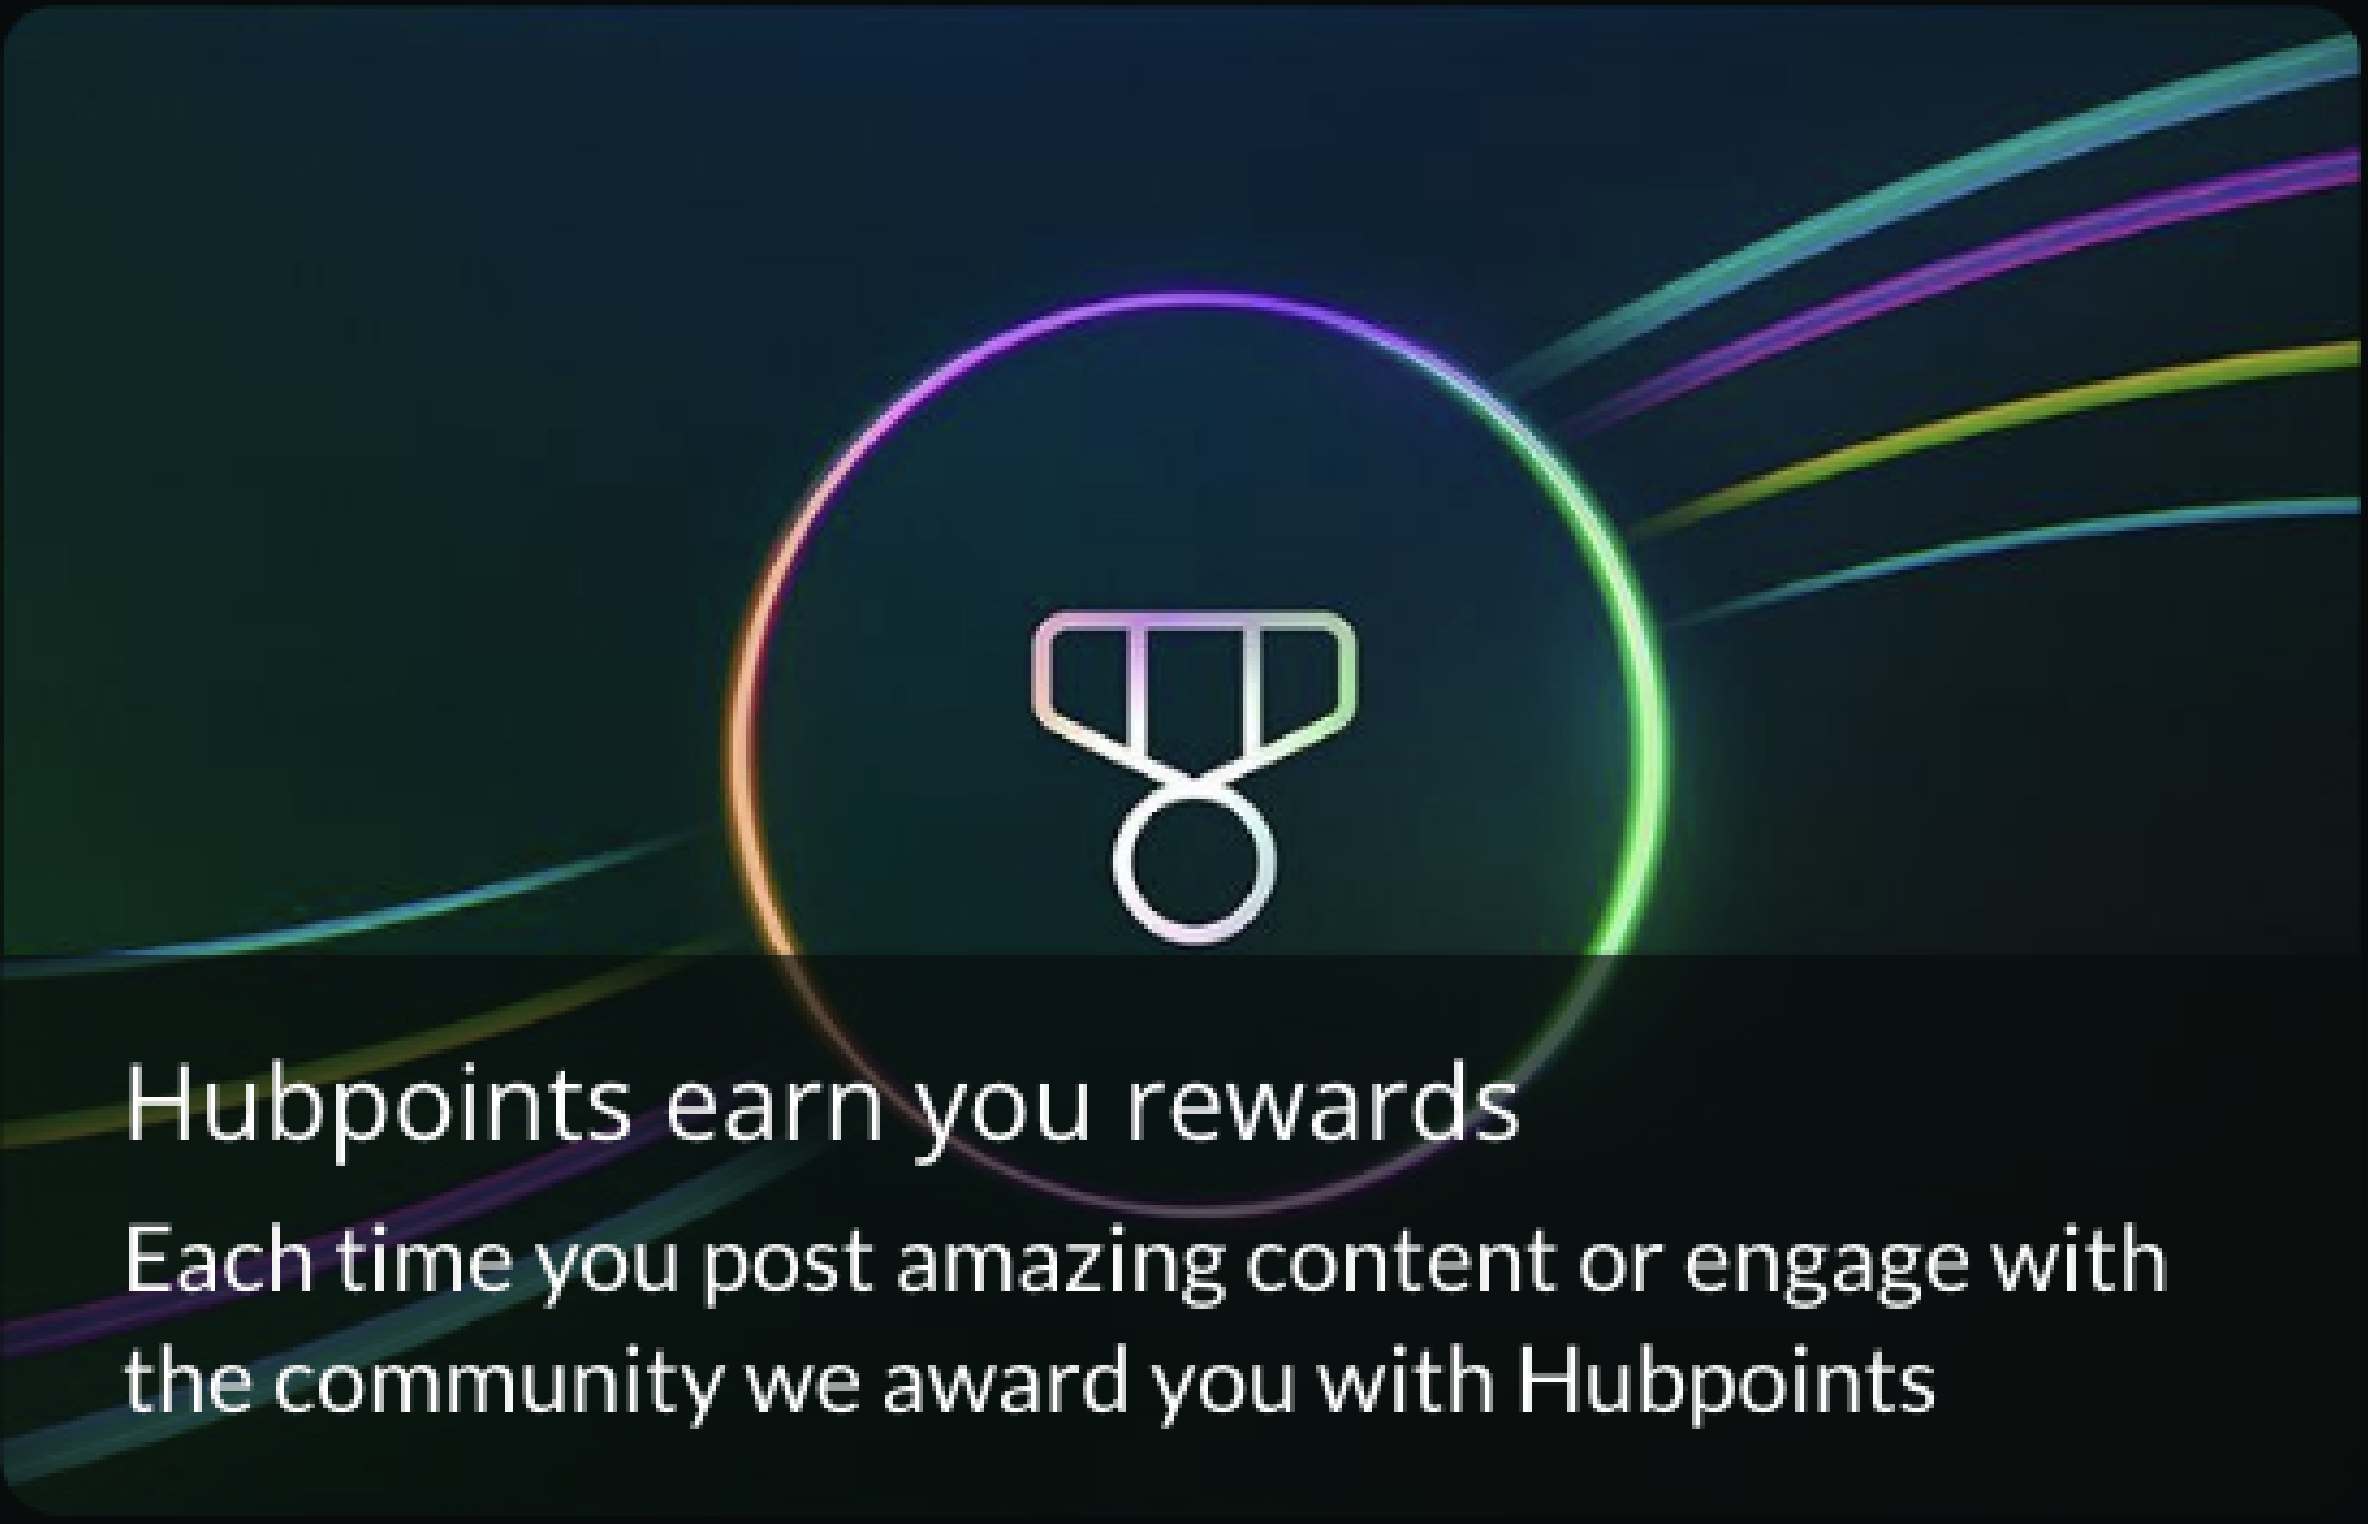 Hubpoints earn you rewards
Each time you post amazing content or engage with
the community we award you with Hubpoints